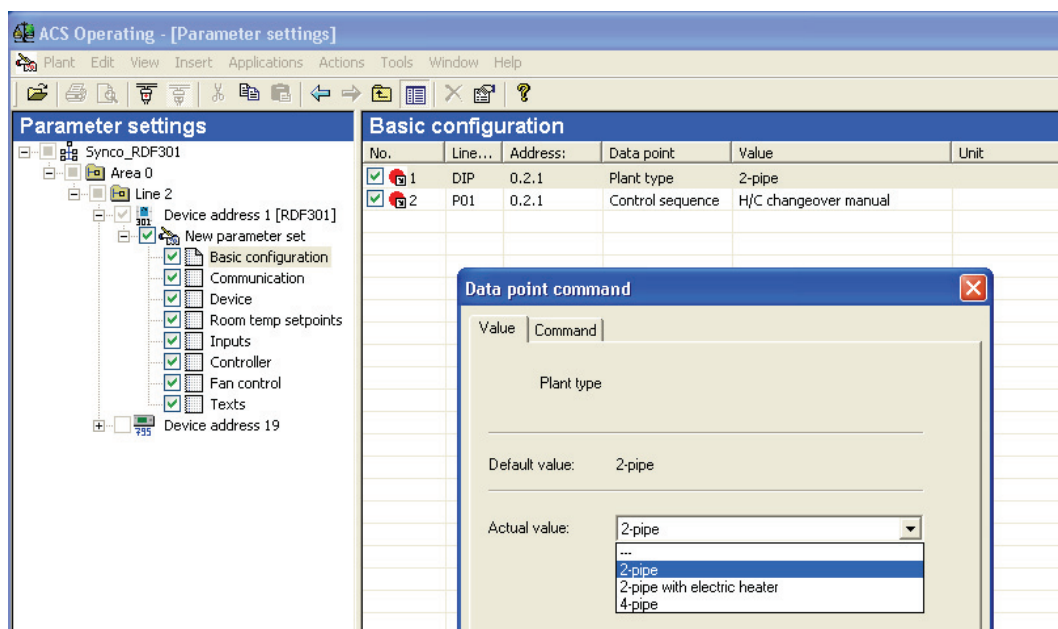 ACS Operating - [Parameter settings]
Plant Edit View Insert Applications Actions Tools Window Help
Parameter settings
Synco_RDF301
Area 0
Line 2
301
Device address 1 [RDF301]
New parameter set
Basic configuration
Communication
Device
Room temp setpoints
Inputs
Controller
Fan control
Texts
795
Device address 19
Basic configuration
No. Line... Address: Data point Value Unit
1 DIP 0.2.1 Plant type 2-pipe
2 P01 0.2.1 Control sequence H/C changeover manual
Data point command
Value Command
Plant type
Default value: 2-pipe
Actual value: 2-pipe
---
2-pipe
2-pipe with electric heater
4-pipe